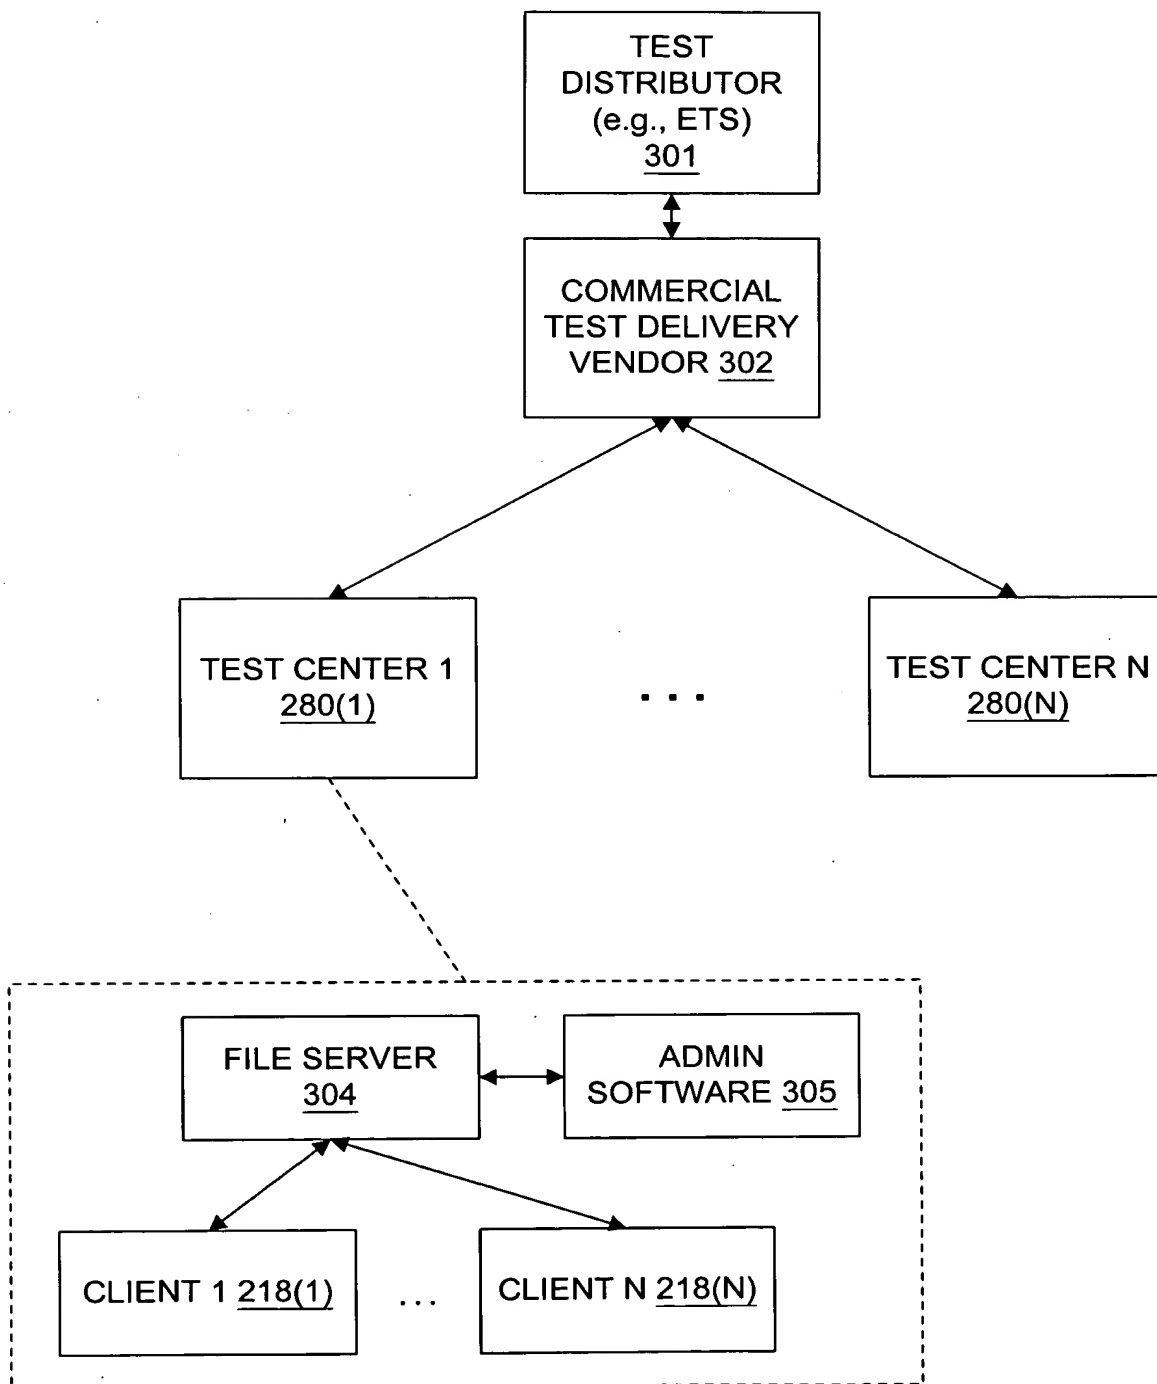 TEST
DISTRIBUTOR
(e.g., ETS)
301
COMMERCIAL
TEST DELIVERY
VENDOR 302
TEST CENTER 1
280(1)
. . .
TEST CENTER N
280(N)
FILE SERVER
304
ADMIN
SOFTWARE 305
CLIENT 1 218(1)
. . .
CLIENT N 218(N)